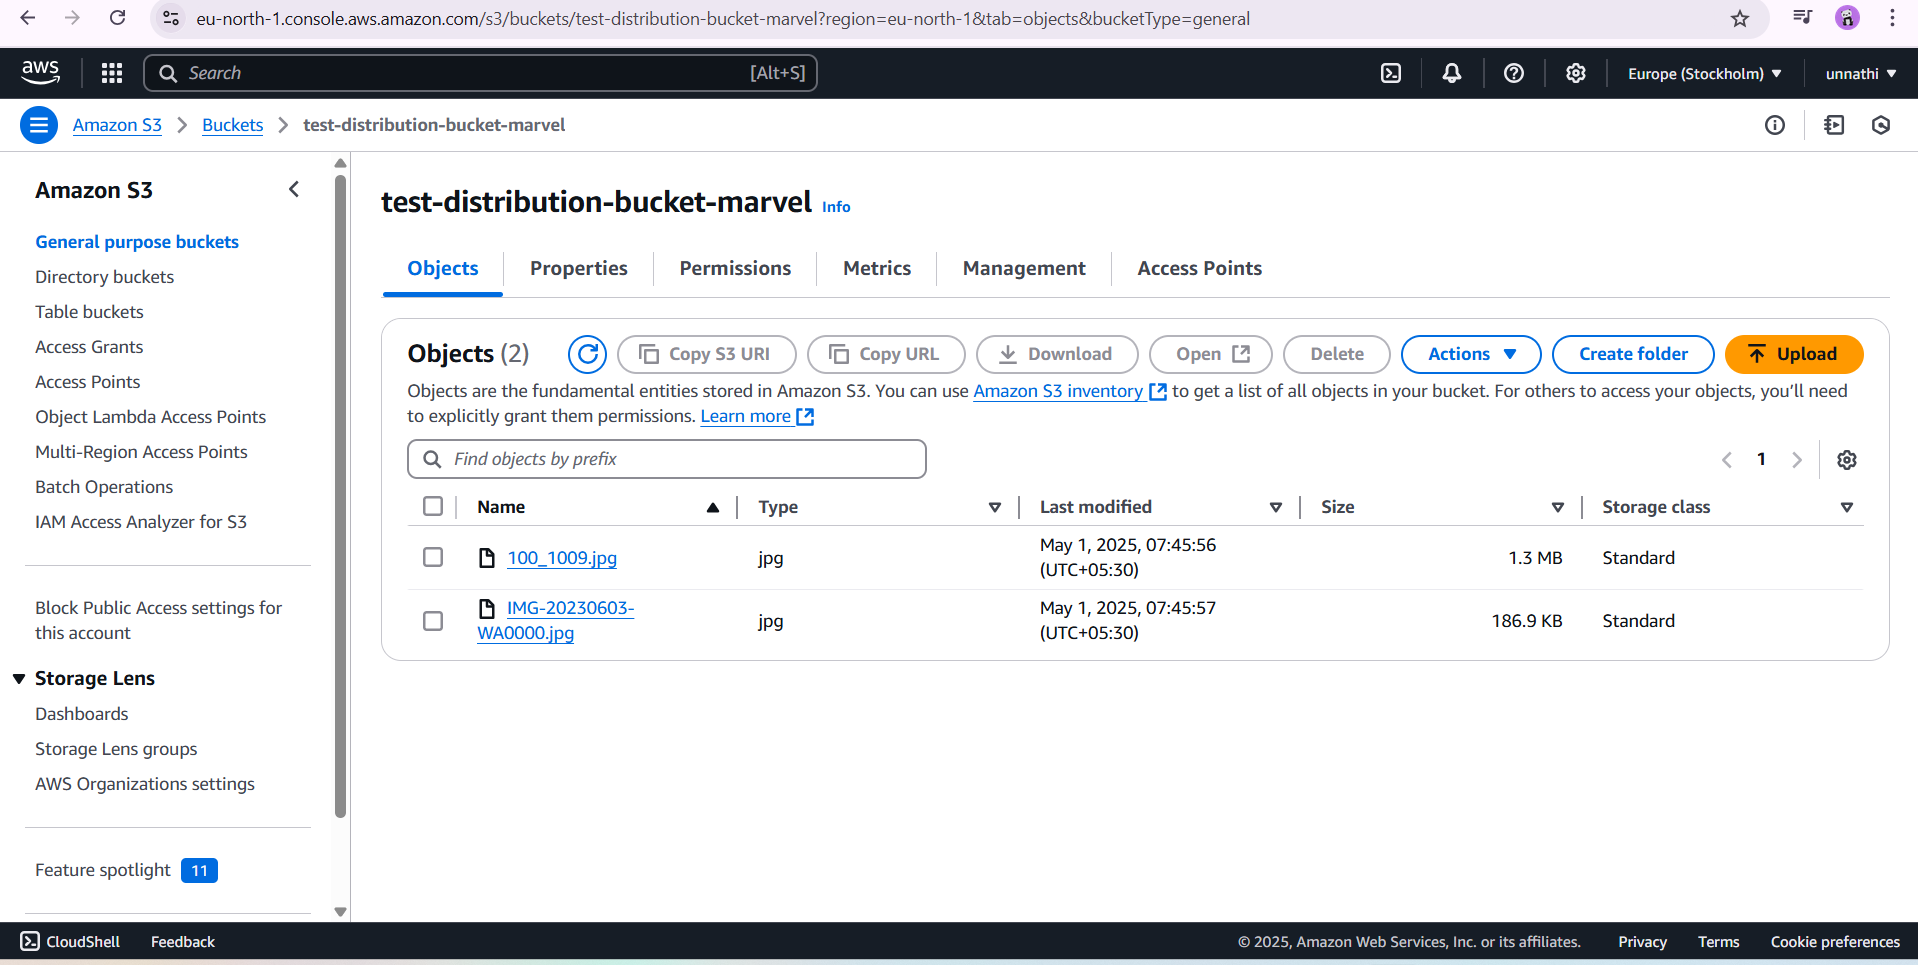 eu-north-1.console.aws.amazon.com/s3/buckets/test-distribution-bucket-marvel?region=eu-north-1&tab=objects&bucketType=general
aws
Search
[Alt+S]
Europe (Stockholm)
unnathi
Amazon S3
Buckets
test-distribution-bucket-marvel
Amazon S3
General purpose buckets
Directory buckets
Table buckets
Access Grants
Access Points
Object Lambda Access Points
Multi-Region Access Points
Batch Operations
IAM Access Analyzer for S3
Block Public Access settings for
this account
Storage Lens
Dashboards
Storage Lens groups
AWS Organizations settings
Feature spotlight 11
test-distribution-bucket-marvel Info
Objects
Properties
Permissions
Metrics
Management
Access Points
Objects (2)
Copy S3 URI
Copy URL
Download
Open
Delete
Actions
Create folder
Upload
Objects are the fundamental entities stored in Amazon S3. You can use Amazon S3 inventory to get a list of all objects in your bucket. For others to access your objects, you’ll need
to explicitly grant them permissions. Learn more
Find objects by prefix
1
Name
Type
Last modified
Size
Storage class
100_1009.jpg
jpg
May 1, 2025, 07:45:56
(UTC+05:30)
1.3 MB
Standard
IMG-20230603-
WA0000.jpg
jpg
May 1, 2025, 07:45:57
(UTC+05:30)
186.9 KB
Standard
CloudShell
Feedback
© 2025, Amazon Web Services, Inc. or its affiliates.
Privacy
Terms
Cookie preferences